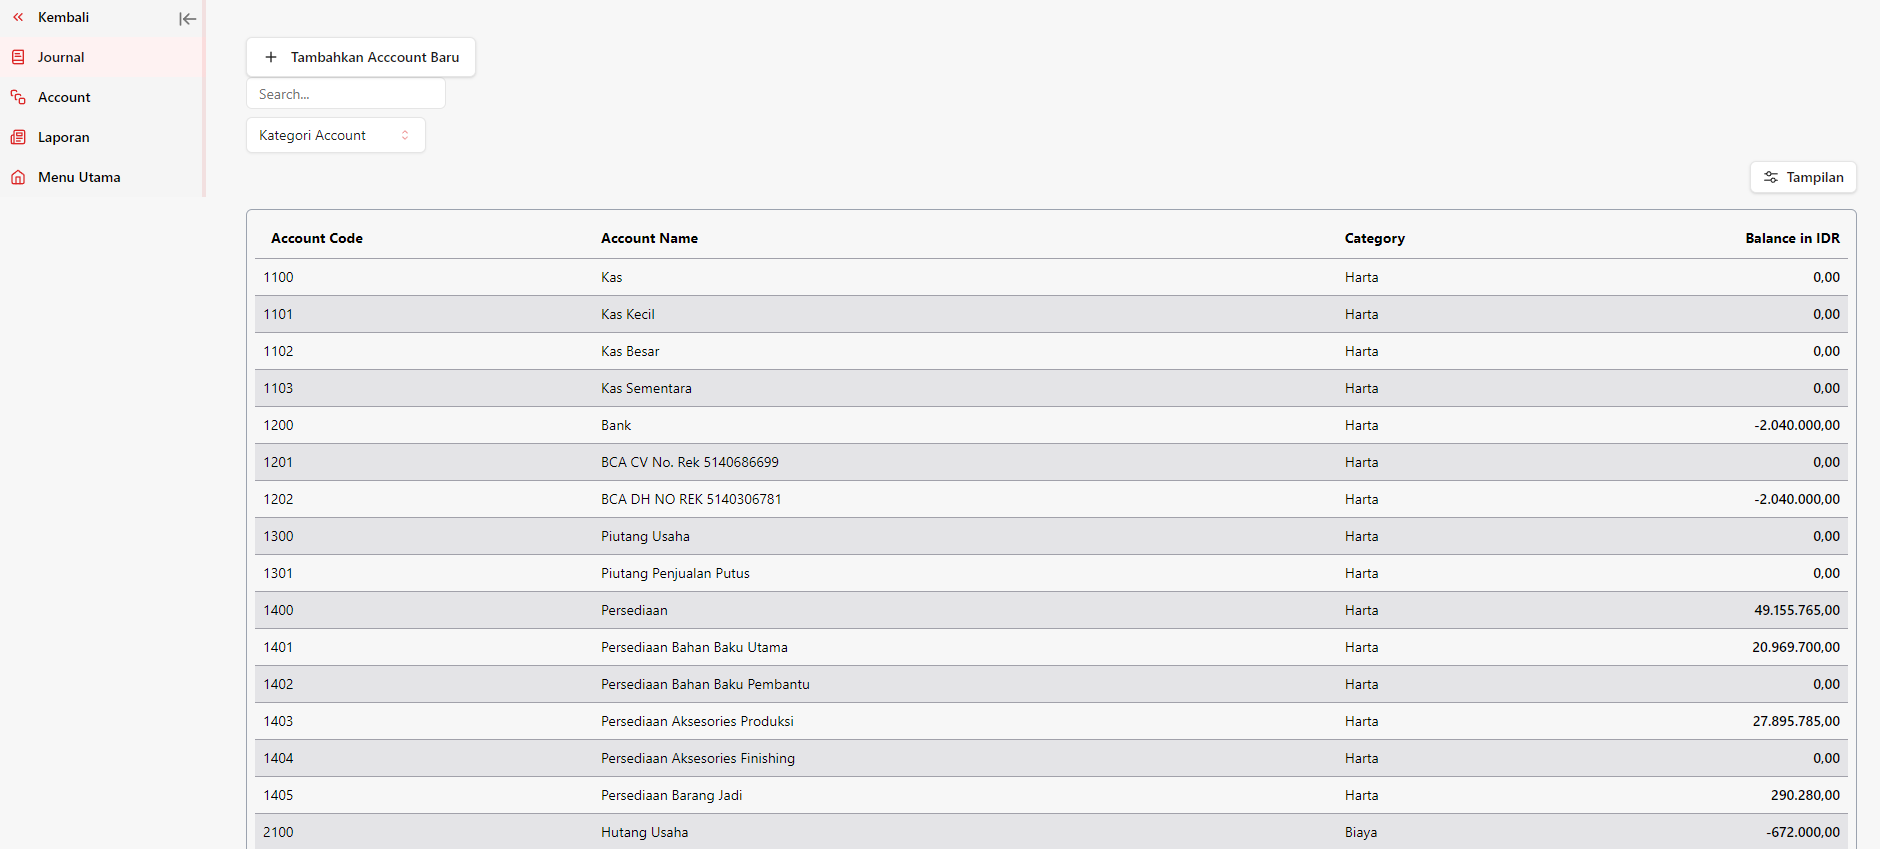 Kembali
Journal
Account
Laporan
Menu Utama
Tambahkan Acccount Baru
Search...
Kategori Account
Tampilan
Account Code Account Name Category Balance in IDR
1100 Kas Harta 0,00
1101 Kas Kecil Harta 0,00
1102 Kas Besar Harta 0,00
1103 Kas Sementara Harta 0,00
1200 Bank Harta -2.040.000,00
1201 BCA CV No. Rek 5140686699 Harta 0,00
1202 BCA DH NO REK 5140306781 Harta -2.040.000,00
1300 Piutang Usaha Harta 0,00
1301 Piutang Penjualan Putus Harta 0,00
1400 Persediaan Harta 49.155.765,00
1401 Persediaan Bahan Baku Utama Harta 20.969.700,00
1402 Persediaan Bahan Baku Pembantu Harta 0,00
1403 Persediaan Aksesories Produksi Harta 27.895.785,00
1404 Persediaan Aksesories Finishing Harta 0,00
1405 Persediaan Barang Jadi Harta 290.280,00
2100 Hutang Usaha Biaya -672.000,00